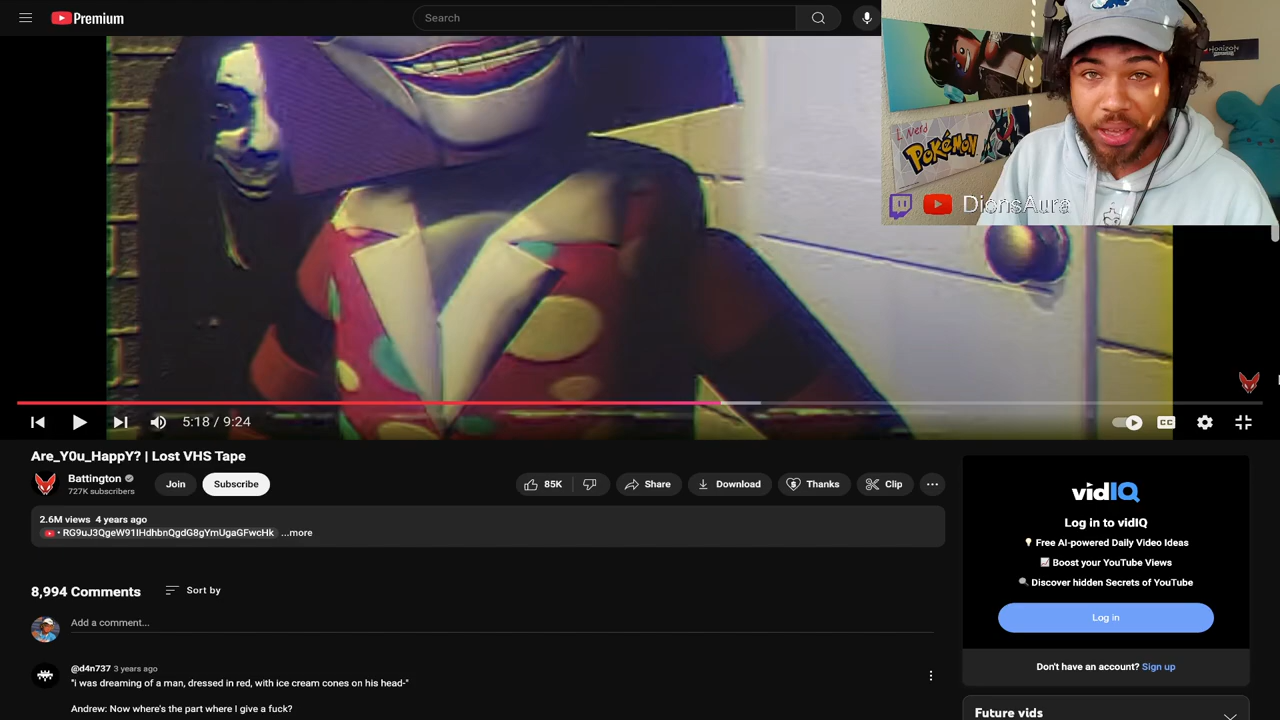 Premium
Search
I Nerd
POKÉMON
DionsAura
5:18 / 9:24
CC
Are_Y0u_HappY? | Lost VHS Tape
Battington
727K subscribers
Join
Subscribe
85K
Share
Download
Thanks
Clip
2.6M views 4 years ago
• RG9uJ3QgeW91IHdhbnQgdG8gYmUgaGFwcHk ...more
8,994 Comments
Sort by
Add a comment...
@d4n737 3 years ago
"i was dreaming of a man, dressed in red, with ice cream cones on his head-"
Andrew: Now where's the part where I give a fuck?
vidIQ
Log in to vidIQ
Free AI-powered Daily Video Ideas
Boost your YouTube Views
Discover hidden Secrets of YouTube
Log in
Don't have an account? Sign up
Future vids